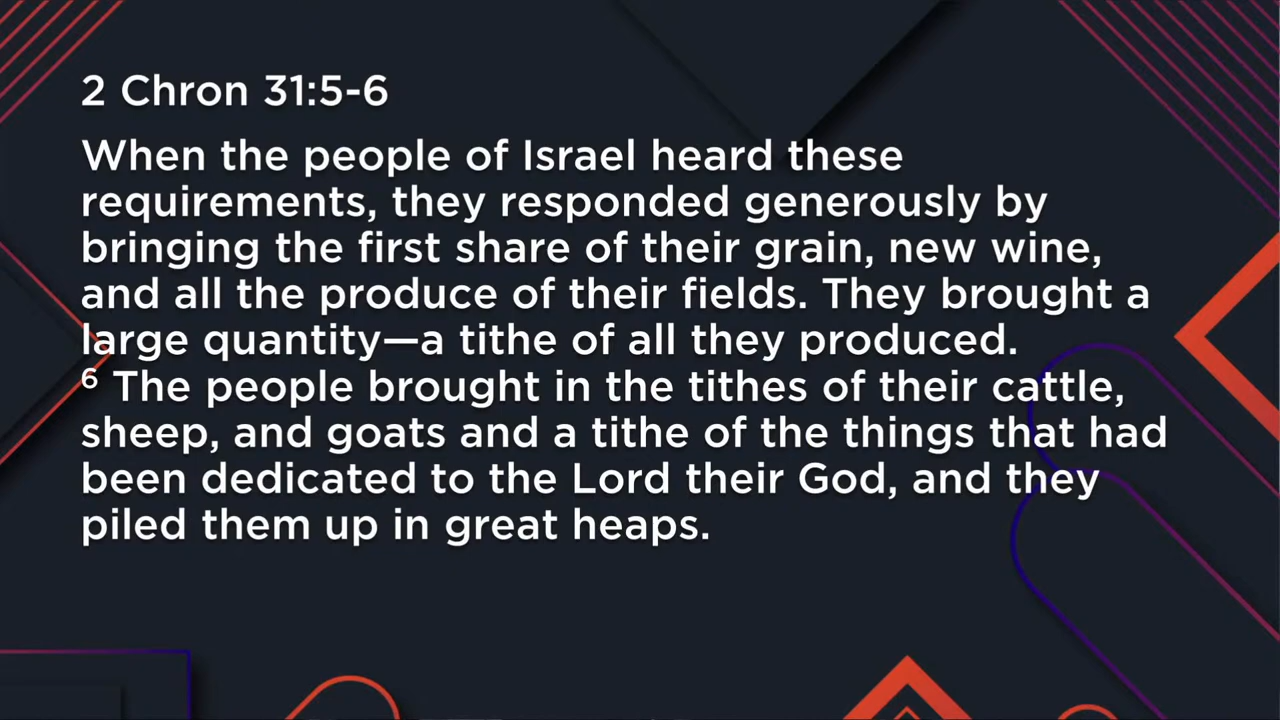 2 Chron 31:5-6
When the people of Israel heard these
requirements, they responded generously by
bringing the first share of their grain, new wine,
and all the produce of their fields. They brought a
large quantity—a tithe of all they produced.
⁶ The people brought in the tithes of their cattle,
sheep, and goats and a tithe of the things that had
been dedicated to the Lord their God, and they
piled them up in great heaps.